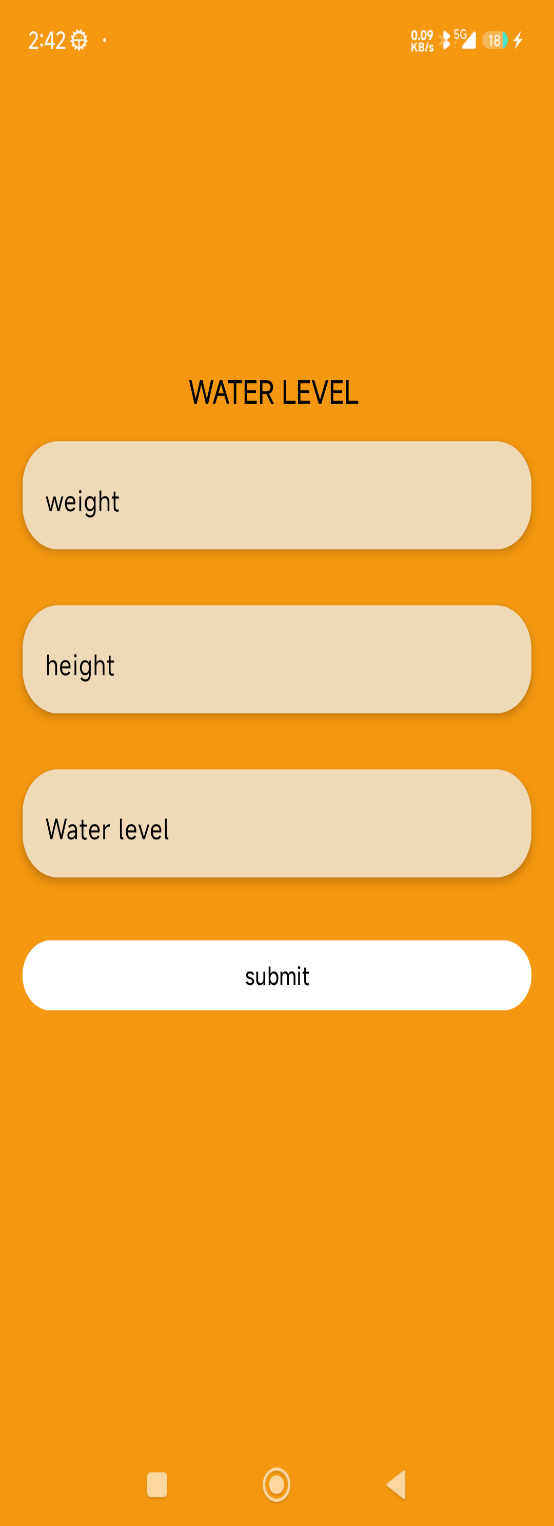 2:42
0.09
KB/s
5G
18
WATER LEVEL
weight
height
Water level
submit